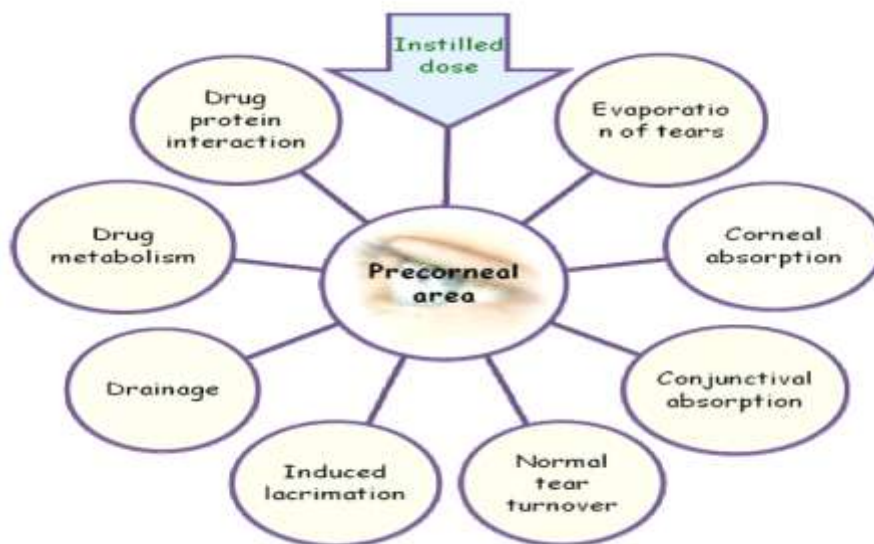 Instilled
dose
Evaporatio
n of tears
Corneal
absorption
Conjunctival
absorption
Normal
tear
turnover
Induced
lacrimation
Drainage
Drug
metabolism
Drug
protein
interaction
Precorneal
area